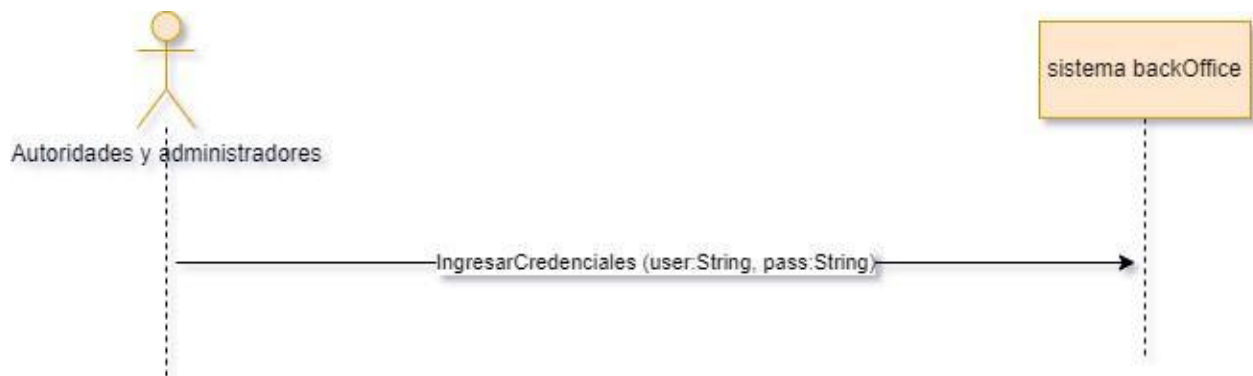 sistema backOffice
Autoridades y administradores
IngresarCredenciales (user:String, pass:String)